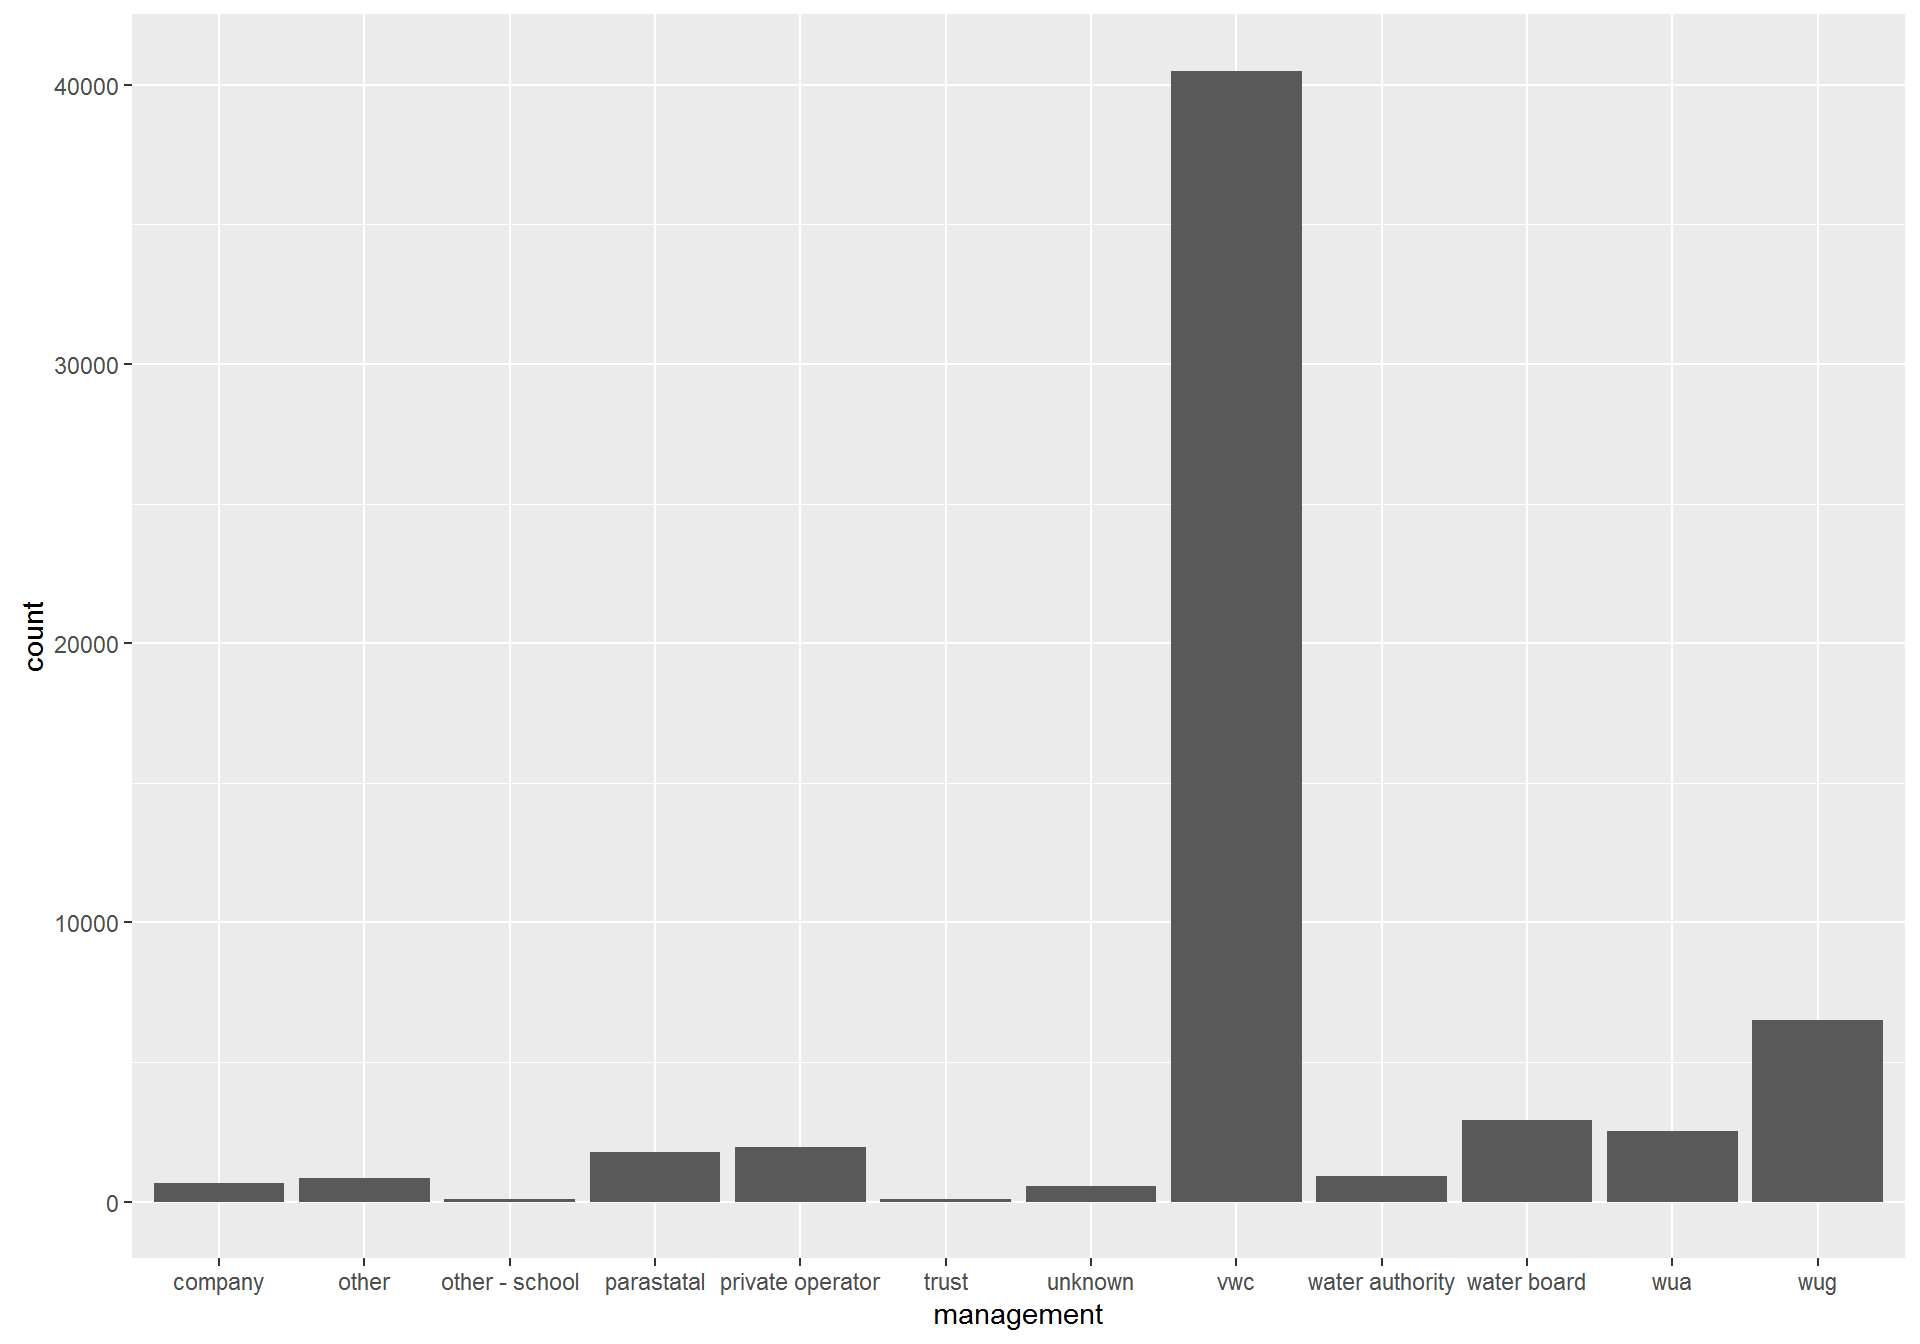 40000
30000
20000
10000
0
count
company other other - school parastatal private operator trust unknown vwc water authority water board wua wug
management